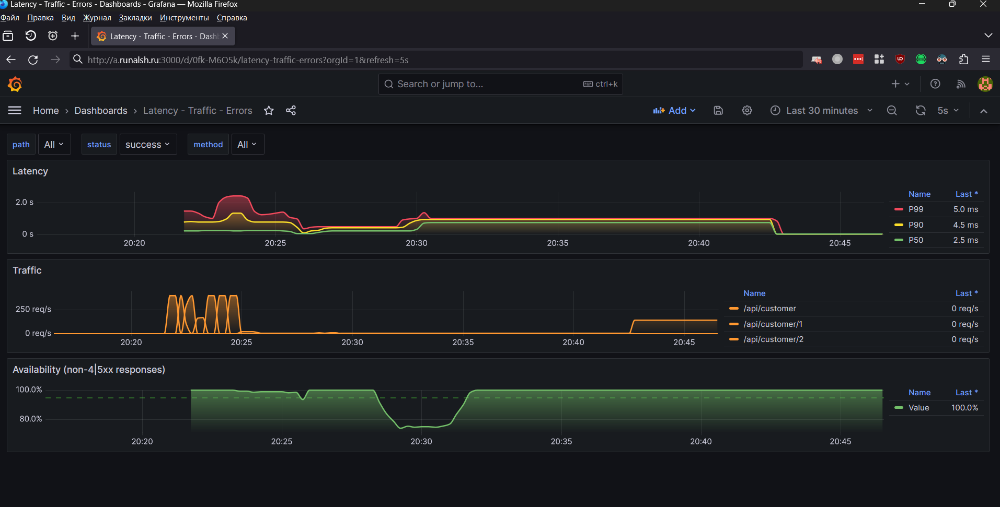 Latency - Traffic - Errors - Dashboards - Grafana — Mozilla Firefox
Файл Правка Вид Журнал Закладки Инструменты Справка
Latency - Traffic - Errors - Dashb
http://a.runalsh.ru:3000/d/0fk-M6O5k/latency-traffic-errors?orgId=1&refresh=5s
Search or jump to... ctrl+k
Home › Dashboards › Latency - Traffic - Errors Add Last 30 minutes 5s
path All status success method All
Latency
Name Last *
2.0 s
P99 5.0 ms
P90 4.5 ms
0 s
P50 2.5 ms
20:20 20:25 20:30 20:35 20:40 20:45
Traffic
Name Last *
250 req/s
/api/customer 0 req/s
/api/customer/1 0 req/s
0 req/s
/api/customer/2 0 req/s
20:20 20:25 20:30 20:35 20:40 20:45
Availability (non-4|5xx responses)
100.0%
Name Last *
Value 100.0%
80.0%
20:20 20:25 20:30 20:35 20:40 20:45